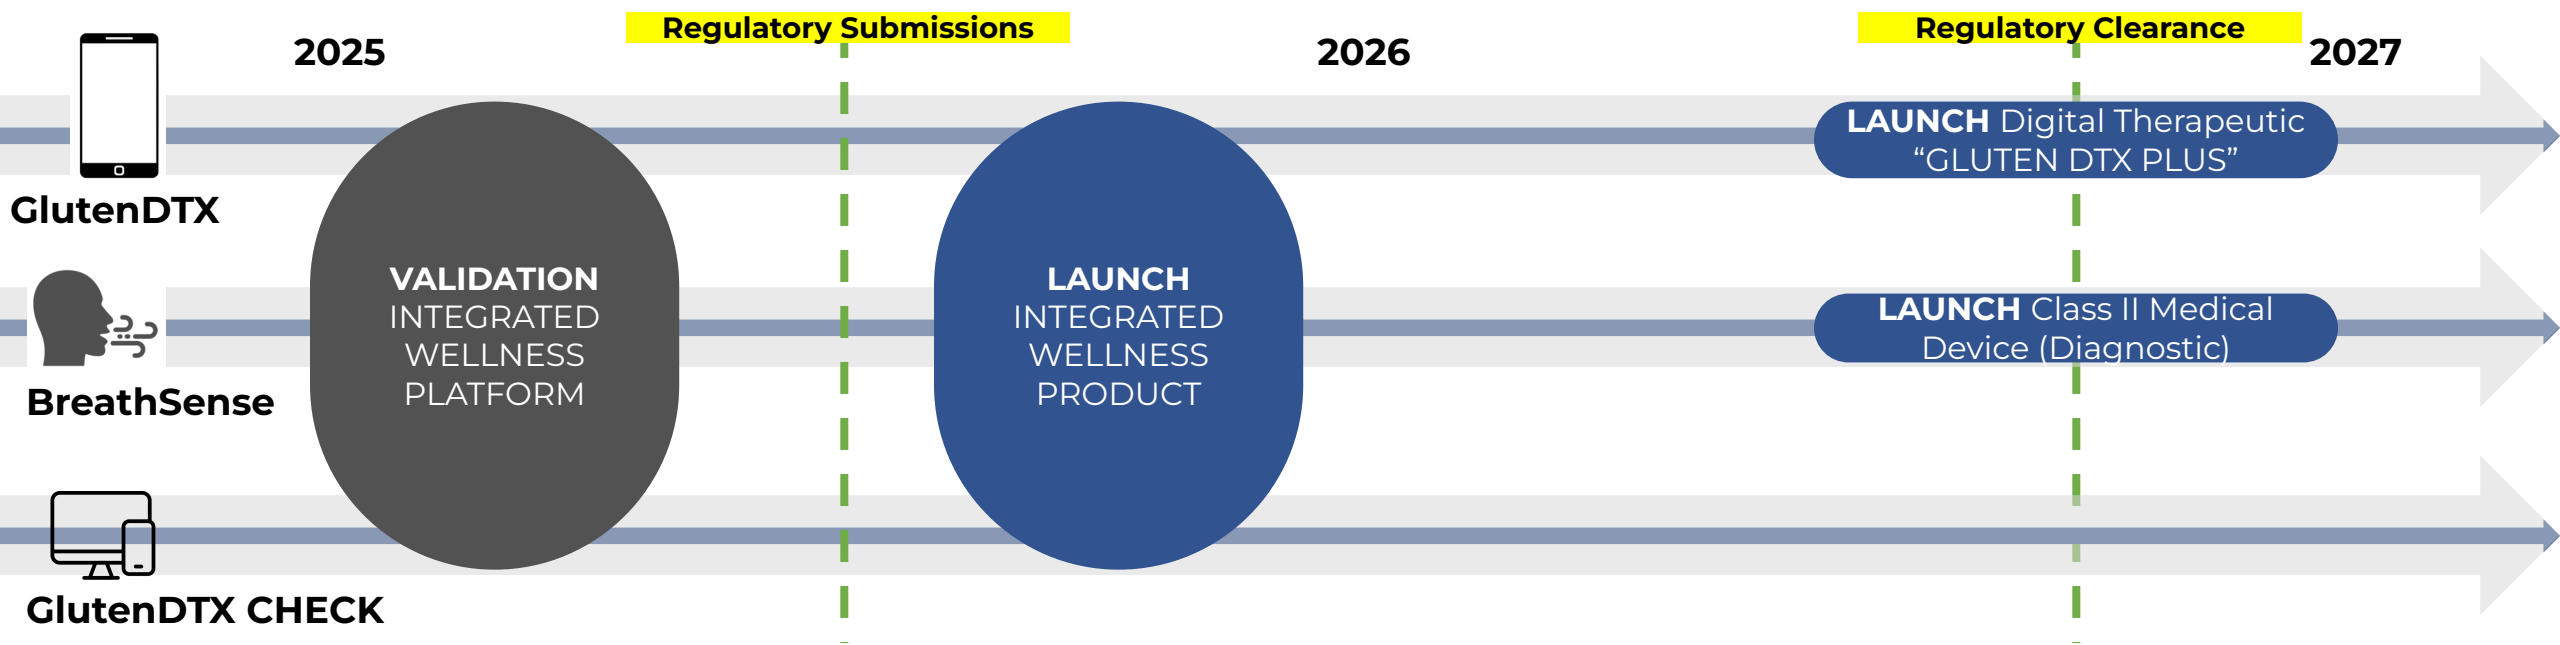 Regulatory Submissions
Regulatory Clearance
2025
2026
2027
GlutenDTX
LAUNCH Digital Therapeutic
“GLUTEN DTX PLUS”
BreathSense
VALIDATION
INTEGRATED
WELLNESS
PLATFORM
LAUNCH
INTEGRATED
WELLNESS
PRODUCT
LAUNCH Class II Medical
Device (Diagnostic)
GlutenDTX CHECK